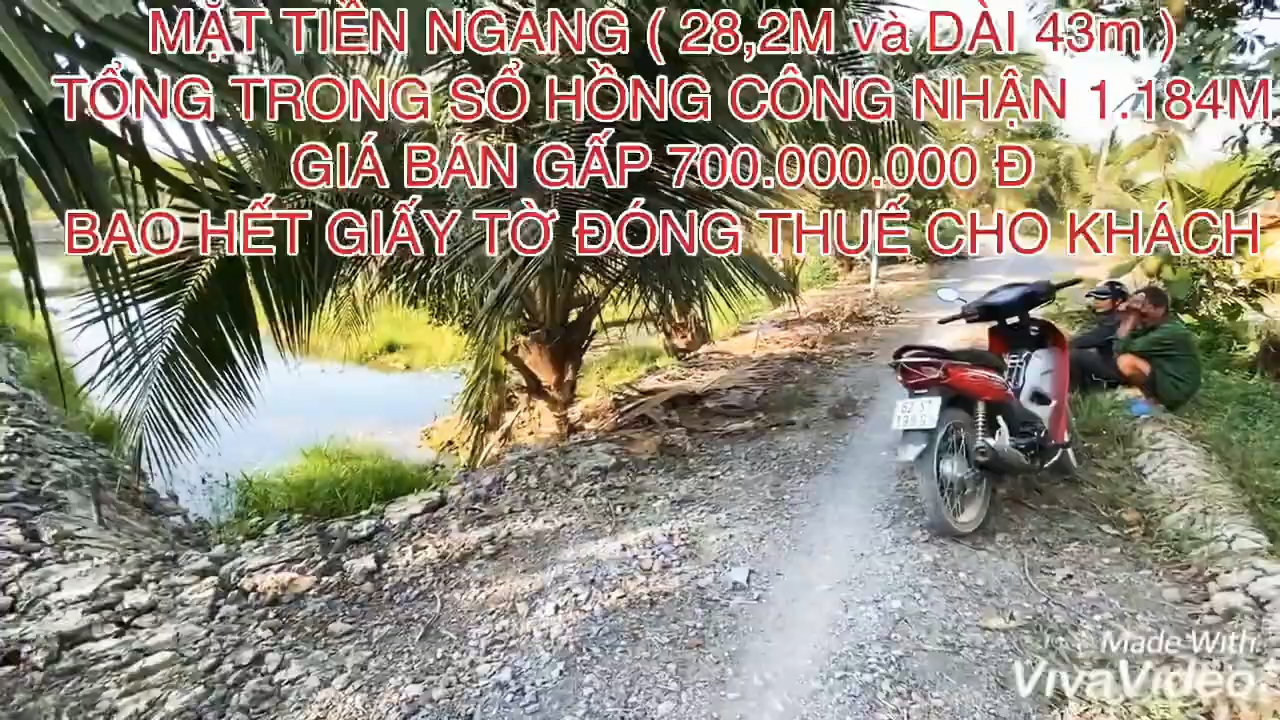 MẶT TIỀN NGANG ( 28,2M và DÀI 43m )
TỔNG TRONG SỔ HỒNG CÔNG NHẬN 1.184M
GIÁ BÁN GẤP 700.000.000 Đ
BAO HẾT GIẤY TỜ ĐÓNG THUẾ CHO KHÁCH
Made With
VivaVideo